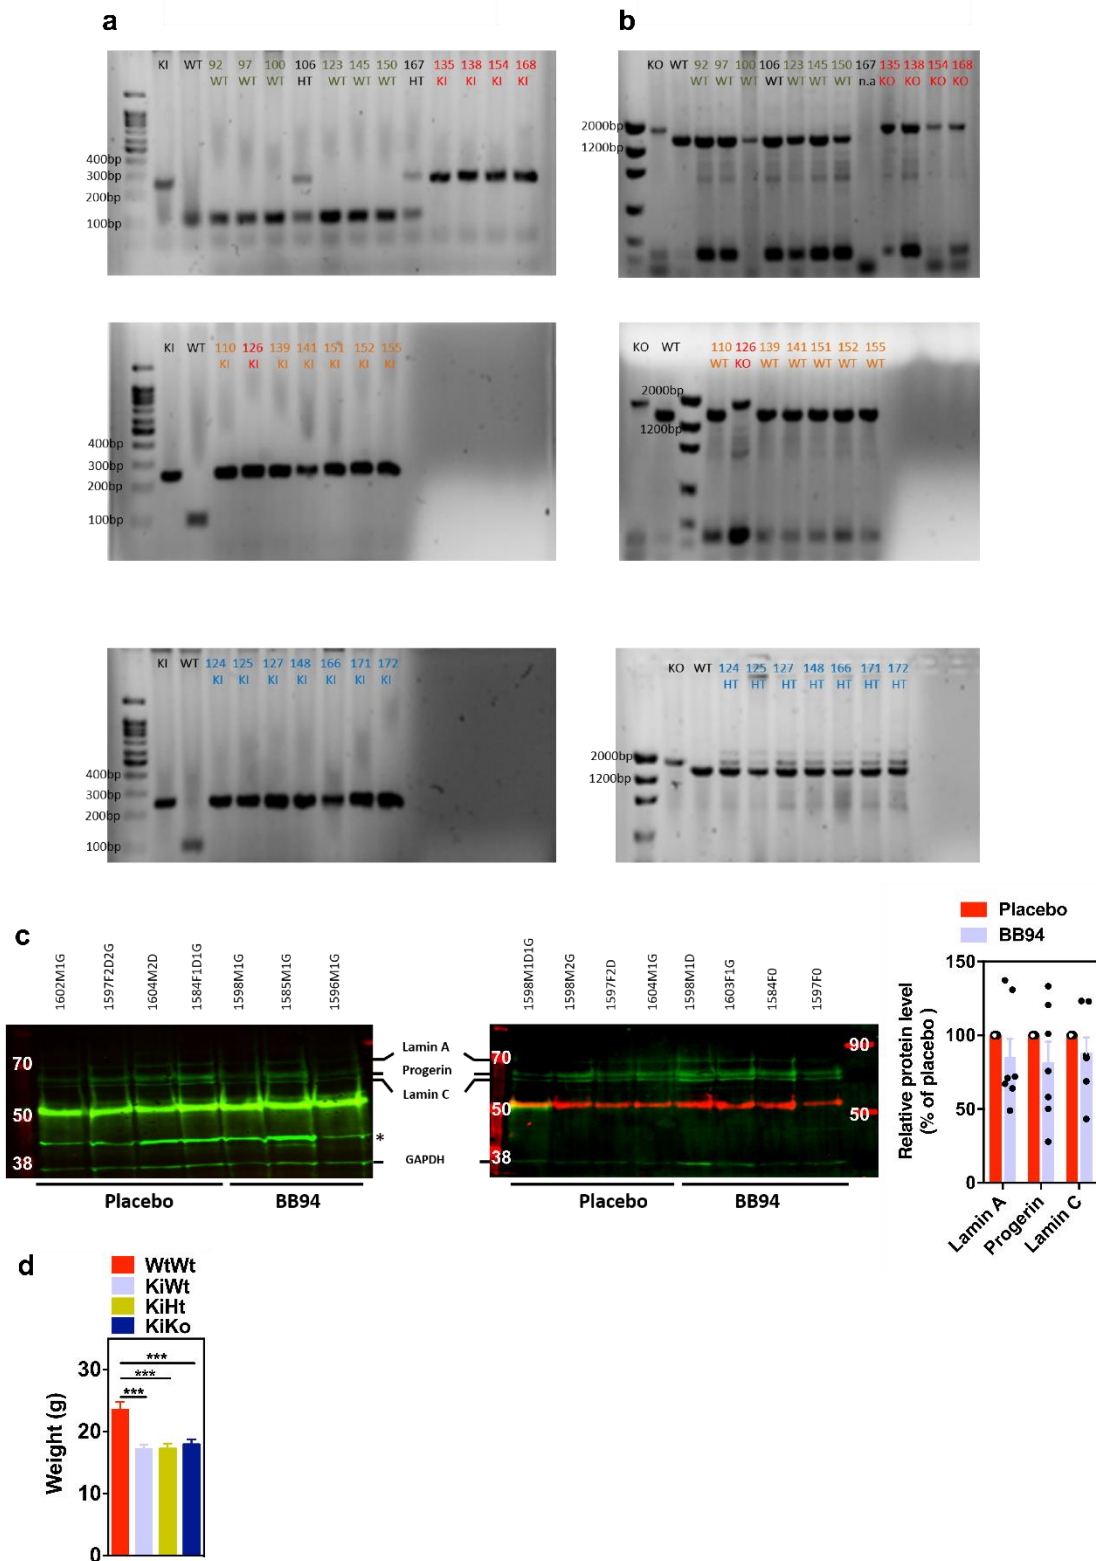 a
KI WT 92 97 100 106 123 145 150 167 135 138 154 168
WT WT WT HT WT WT WT HT KI KI KI KI
400bp
300bp
200bp
100bp
b
KO WT 92 97 100 106 123 145 150 167 135 138 154 168
WT WT WT WT WT WT WT n.a KO KO KO KO
2000bp
1200bp
KI WT 110 126 139 141 151 152 155
KI KI KI KI KI KI KI
400bp
300bp
200bp
100bp
KO WT 110 126 139 141 151 152 155
WT KO WT WT WT WT WT
2000bp
1200bp
KI WT 124 125 127 148 166 171 172
KI KI KI KI KI KI KI
400bp
300bp
200bp
100bp
KO WT 124 125 127 148 166 171 172
HT HT HT HT HT HT HT
2000bp
1200bp
c
1602M1G
1597F2D2G
1604M2D
1584F1D1G
1598M1G
1585M1G
1596M1G
70
50
38
Lamin A
Progerin
Lamin C
*
GAPDH
Placebo BB94
1598M1D1G
1598M2G
1597F2D
1604M1G
1598M1D
1603F1G
1584F0
1597F0
70
50
38
90
50
Placebo BB94
Placebo
BB94
Relative protein level
(% of placebo )
150
100
50
0
Lamin A
Progerin
Lamin C
d
WtWt
KiWt
KiHt
KiKo
Weight (g)
30
20
10
0
***
***
***